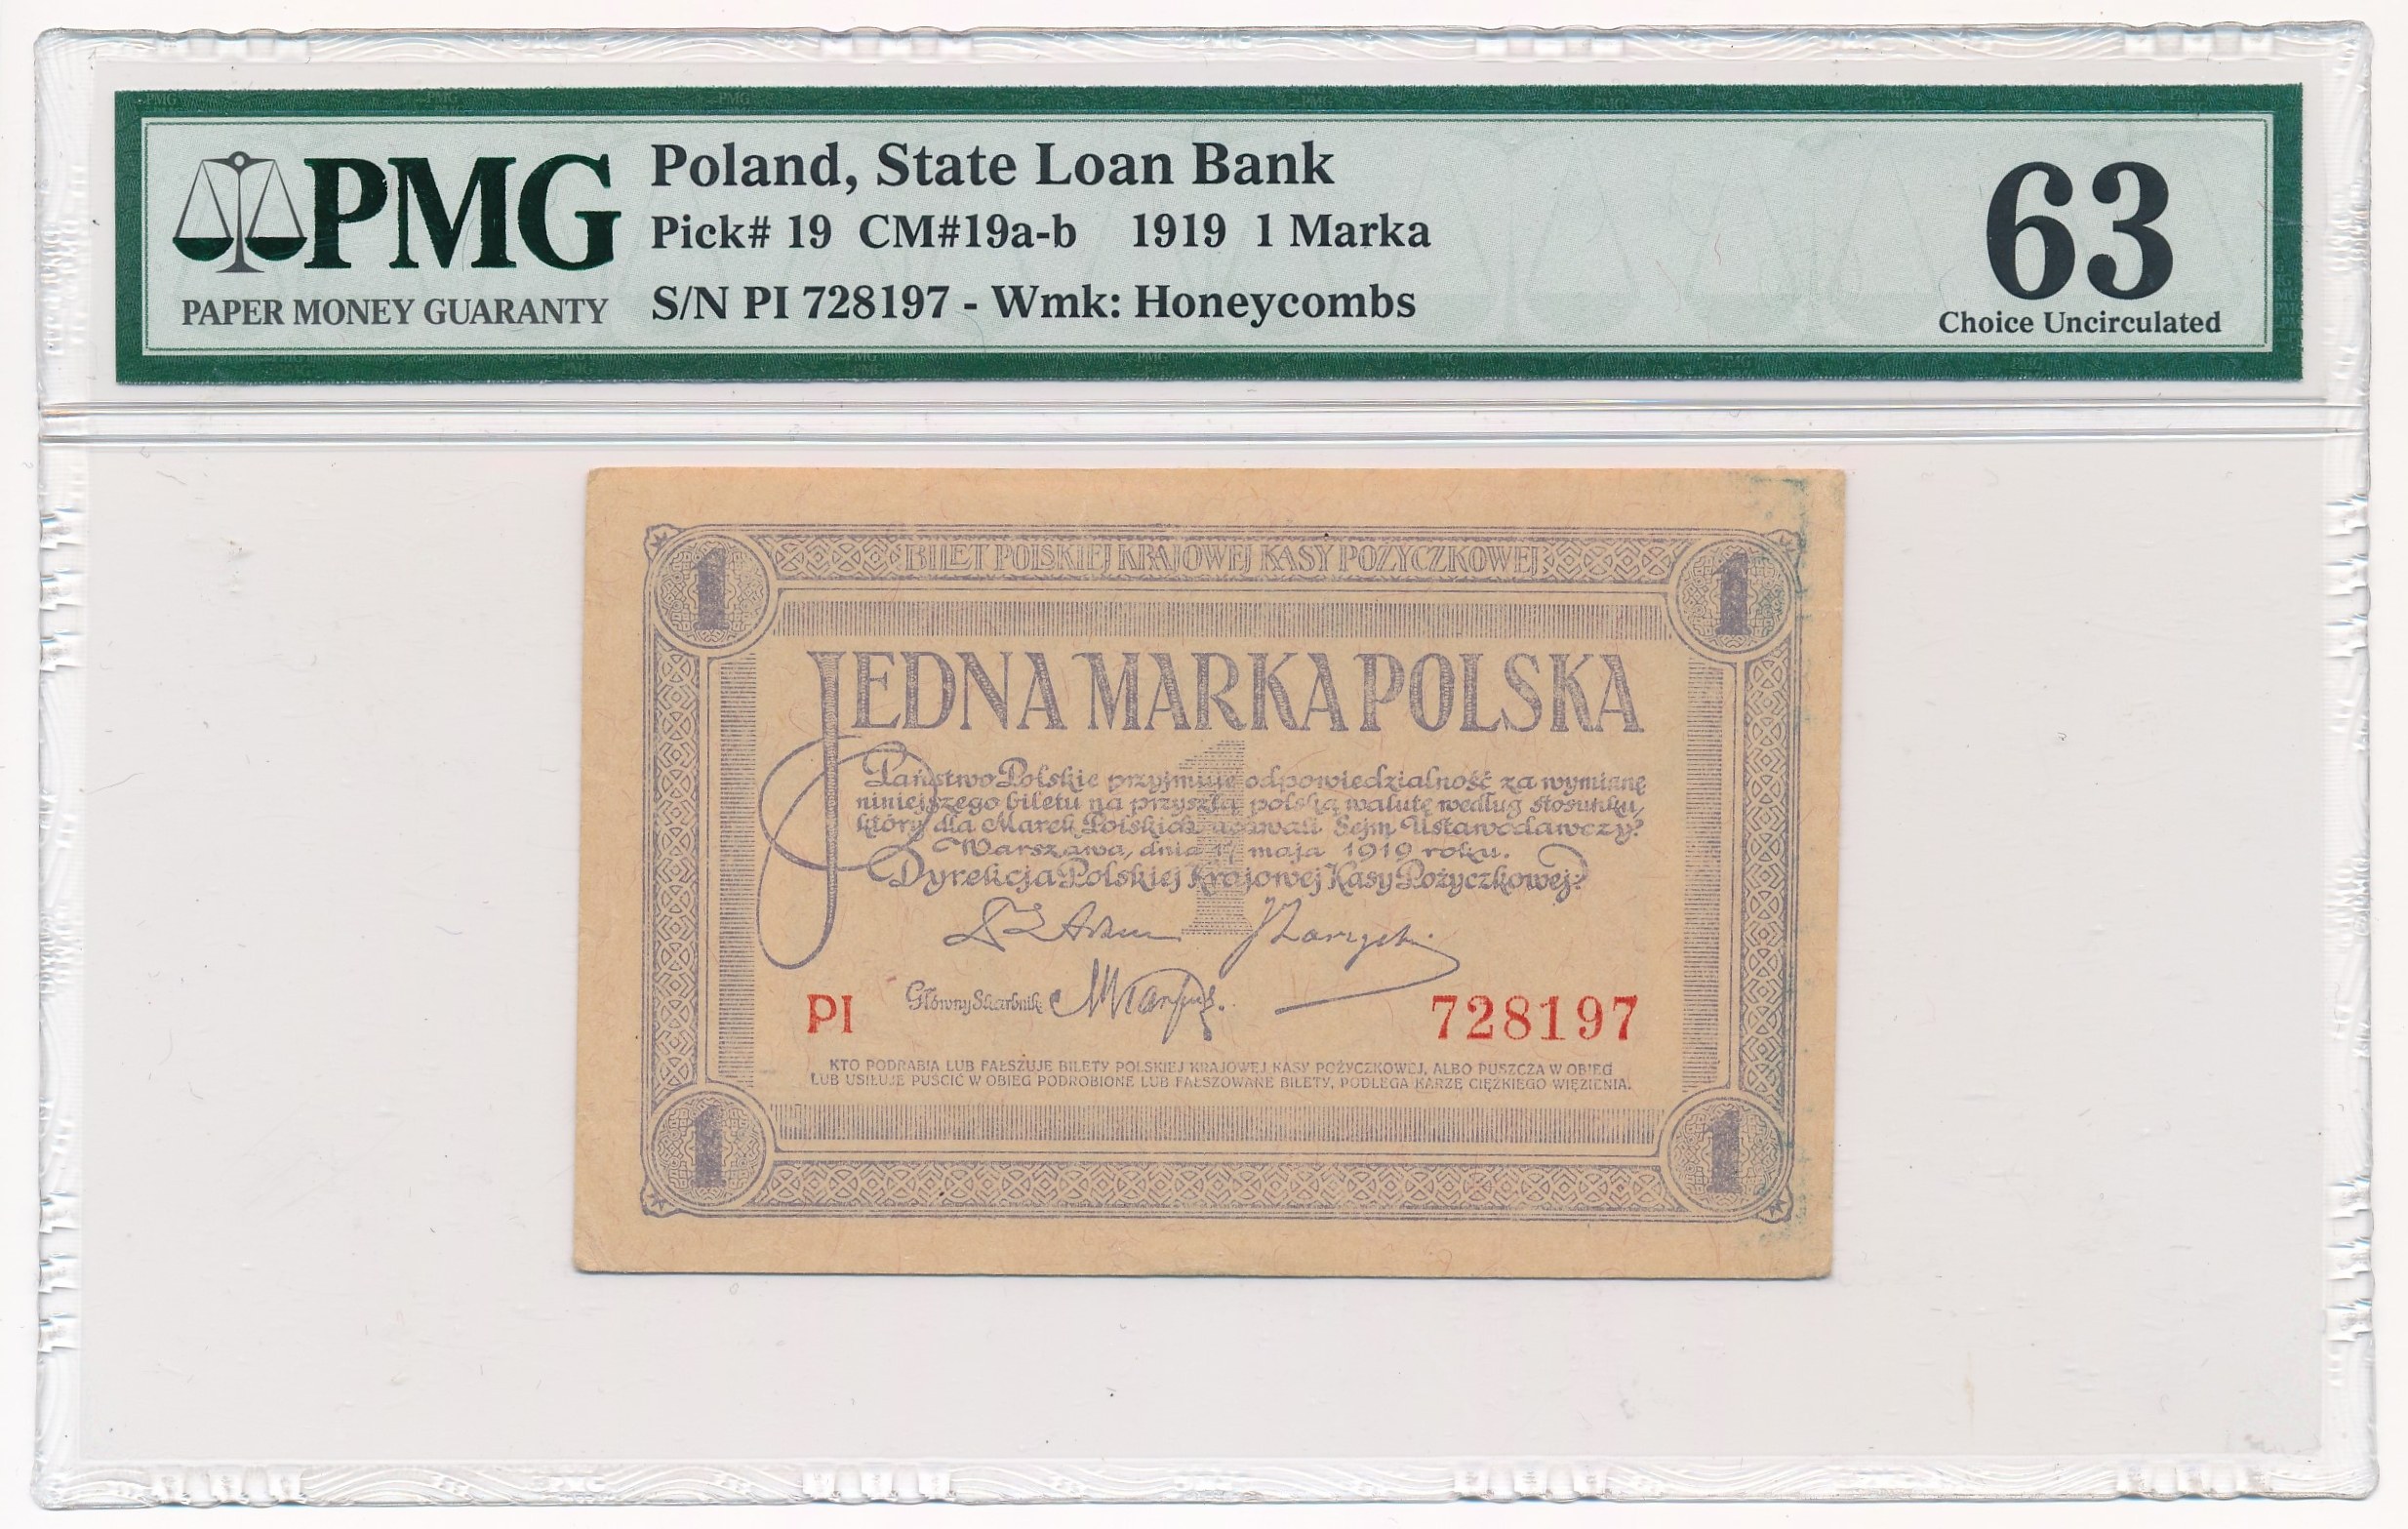 PMG
PAPER MONEY GUARANTY
Poland, State Loan Bank
Pick# 19 CM#19a-b 1919 1 Marka
S/N PI 728197 - Wmk: Honeycombs
63
Choice Uncirculated
1 BILET POLSKIEJ KRAJOWEJ KASY POŻYCZKOWEJ 1
JEDNA MARKA POLSKA
1
Państwo Polskie przyjmuje odpowiedzialność za wymianę
niniejszego biletu na przyszłą polską walutę według stosunku,
który dla Marek Polskich uchwali Sejm Ustawodawczy.
Warszawa, dnia 17 maja 1919 roku.
Dyrekcja Polskiej Krajowej Kasy Pożyczkowej:
Główny Skarbnik
PI 728197
KTO PODRABIA LUB FAŁSZUJE BILETY POLSKIEJ KRAJOWEJ KASY POŻYCZKOWEJ, ALBO PUSZCZA W OBIEG
LUB USIŁUJE PUŚCIĆ W OBIEG PODROBIONE LUB FAŁSZOWANE BILETY, PODLEGA KARZE CIĘŻKIEGO WIĘZIENIA.
1 1